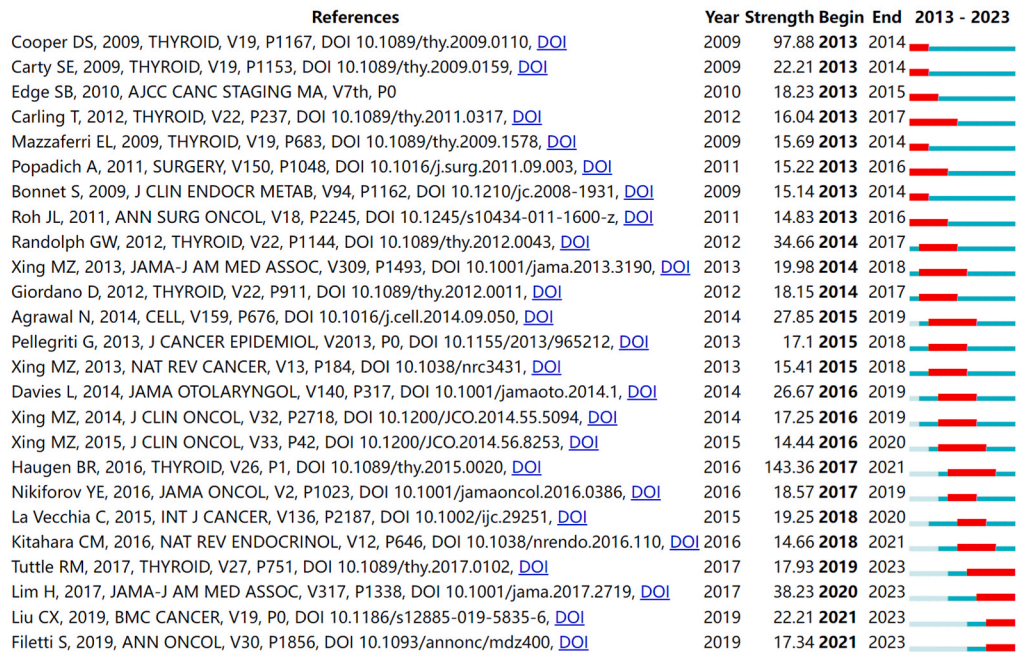 References Year Strength Begin End 2013 - 2023
Cooper DS, 2009, THYROID, V19, P1167, DOI 10.1089/thy.2009.0110, DOI 2009 97.88 2013 2014
Carty SE, 2009, THYROID, V19, P1153, DOI 10.1089/thy.2009.0159, DOI 2009 22.21 2013 2014
Edge SB, 2010, AJCC CANC STAGING MA, V7th, P0 2010 18.23 2013 2015
Carling T, 2012, THYROID, V22, P237, DOI 10.1089/thy.2011.0317, DOI 2012 16.04 2013 2017
Mazzaferri EL, 2009, THYROID, V19, P683, DOI 10.1089/thy.2009.1578, DOI 2009 15.69 2013 2014
Popadich A, 2011, SURGERY, V150, P1048, DOI 10.1016/j.surg.2011.09.003, DOI 2011 15.22 2013 2016
Bonnet S, 2009, J CLIN ENDOCR METAB, V94, P1162, DOI 10.1210/jc.2008-1931, DOI 2009 15.14 2013 2014
Roh JL, 2011, ANN SURG ONCOL, V18, P2245, DOI 10.1245/s10434-011-1600-z, DOI 2011 14.83 2013 2016
Randolph GW, 2012, THYROID, V22, P1144, DOI 10.1089/thy.2012.0043, DOI 2012 34.66 2014 2017
Xing MZ, 2013, JAMA-J AM MED ASSOC, V309, P1493, DOI 10.1001/jama.2013.3190, DOI 2013 19.98 2014 2018
Giordano D, 2012, THYROID, V22, P911, DOI 10.1089/thy.2012.0011, DOI 2012 18.15 2014 2017
Agrawal N, 2014, CELL, V159, P676, DOI 10.1016/j.cell.2014.09.050, DOI 2014 27.85 2015 2019
Pellegriti G, 2013, J CANCER EPIDEMIOL, V2013, P0, DOI 10.1155/2013/965212, DOI 2013 17.1 2015 2018
Xing MZ, 2013, NAT REV CANCER, V13, P184, DOI 10.1038/nrc3431, DOI 2013 15.41 2015 2018
Davies L, 2014, JAMA OTOLARYNGOL, V140, P317, DOI 10.1001/jamaoto.2014.1, DOI 2014 26.67 2016 2019
Xing MZ, 2014, J CLIN ONCOL, V32, P2718, DOI 10.1200/JCO.2014.55.5094, DOI 2014 17.25 2016 2019
Xing MZ, 2015, J CLIN ONCOL, V33, P42, DOI 10.1200/JCO.2014.56.8253, DOI 2015 14.44 2016 2020
Haugen BR, 2016, THYROID, V26, P1, DOI 10.1089/thy.2015.0020, DOI 2016 143.36 2017 2021
Nikiforov YE, 2016, JAMA ONCOL, V2, P1023, DOI 10.1001/jamaoncol.2016.0386, DOI 2016 18.57 2017 2019
La Vecchia C, 2015, INT J CANCER, V136, P2187, DOI 10.1002/ijc.29251, DOI 2015 19.25 2018 2020
Kitahara CM, 2016, NAT REV ENDOCRINOL, V12, P646, DOI 10.1038/nrendo.2016.110, DOI 2016 14.66 2018 2021
Tuttle RM, 2017, THYROID, V27, P751, DOI 10.1089/thy.2017.0102, DOI 2017 17.93 2019 2023
Lim H, 2017, JAMA-J AM MED ASSOC, V317, P1338, DOI 10.1001/jama.2017.2719, DOI 2017 38.23 2020 2023
Liu CX, 2019, BMC CANCER, V19, P0, DOI 10.1186/s12885-019-5835-6, DOI 2019 22.21 2021 2023
Filetti S, 2019, ANN ONCOL, V30, P1856, DOI 10.1093/annonc/mdz400, DOI 2019 17.34 2021 2023